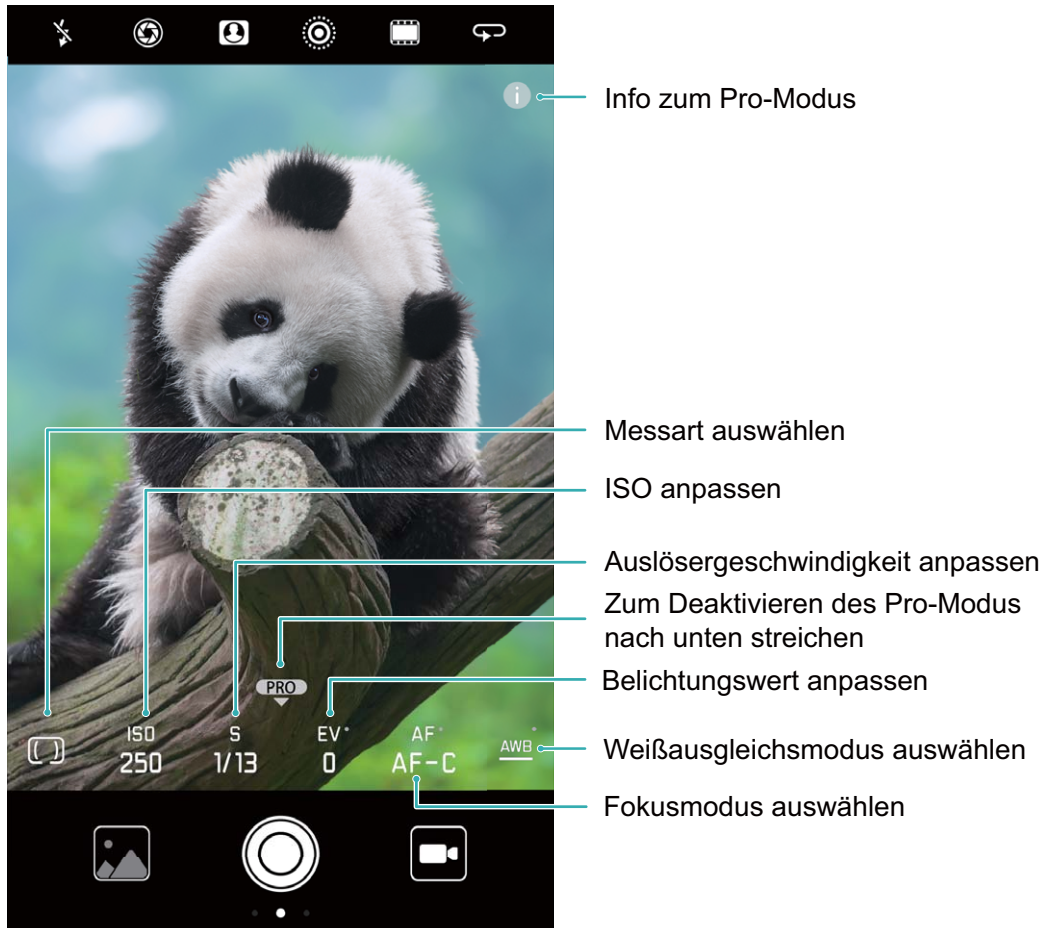 Info zum Pro-Modus
Messart auswählen
ISO anpassen
Auslösergeschwindigkeit anpassen
Zum Deaktivieren des Pro-Modus
nach unten streichen
Belichtungswert anpassen
Weißausgleichsmodus auswählen
Fokusmodus auswählen
PRO
ISO S EV AF AWB
250 1/13 0 AF-C